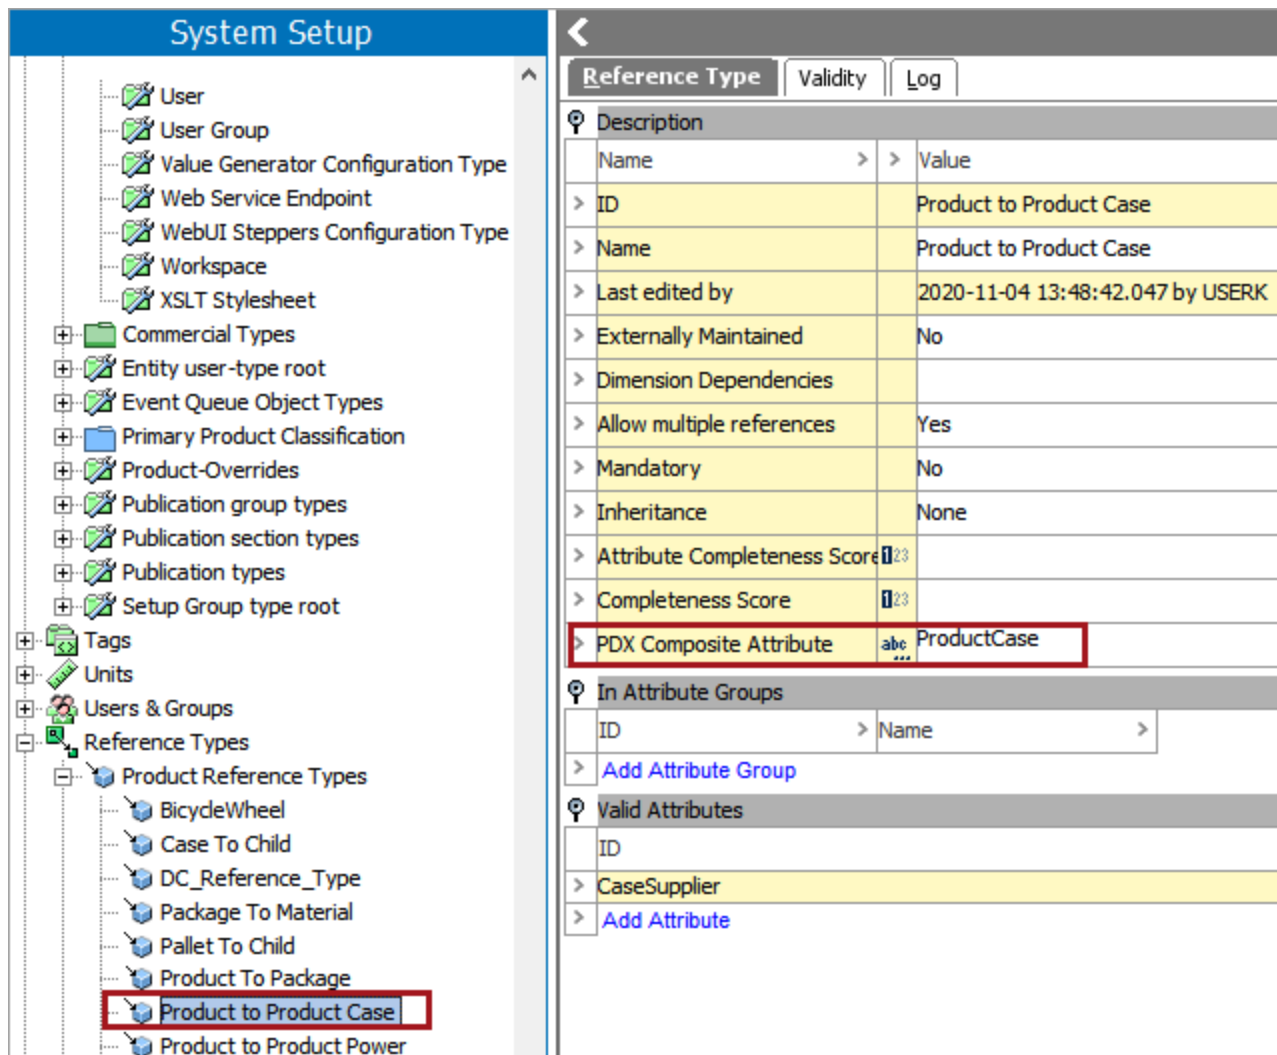 System Setup
User
User Group
Value Generator Configuration Type
Web Service Endpoint
WebUI Steppers Configuration Type
Workspace
XSLT Stylesheet
Commercial Types
Entity user-type root
Event Queue Object Types
Primary Product Classification
Product-Overrides
Publication group types
Publication section types
Publication types
Setup Group type root
Tags
Units
Users & Groups
Reference Types
Product Reference Types
BicycleWheel
Case To Child
DC_Reference_Type
Package To Material
Pallet To Child
Product To Package
Product to Product Case
Product to Product Power
Reference Type Validity Log
Description
Name > > Value
> ID Product to Product Case
> Name Product to Product Case
> Last edited by 2020-11-04 13:48:42.047 by USERK
> Externally Maintained No
> Dimension Dependencies
> Allow multiple references Yes
> Mandatory No
> Inheritance None
> Attribute Completeness Score 123
> Completeness Score 123
> PDX Composite Attribute abc ProductCase
In Attribute Groups
ID > Name >
> Add Attribute Group
Valid Attributes
ID
> CaseSupplier
> Add Attribute